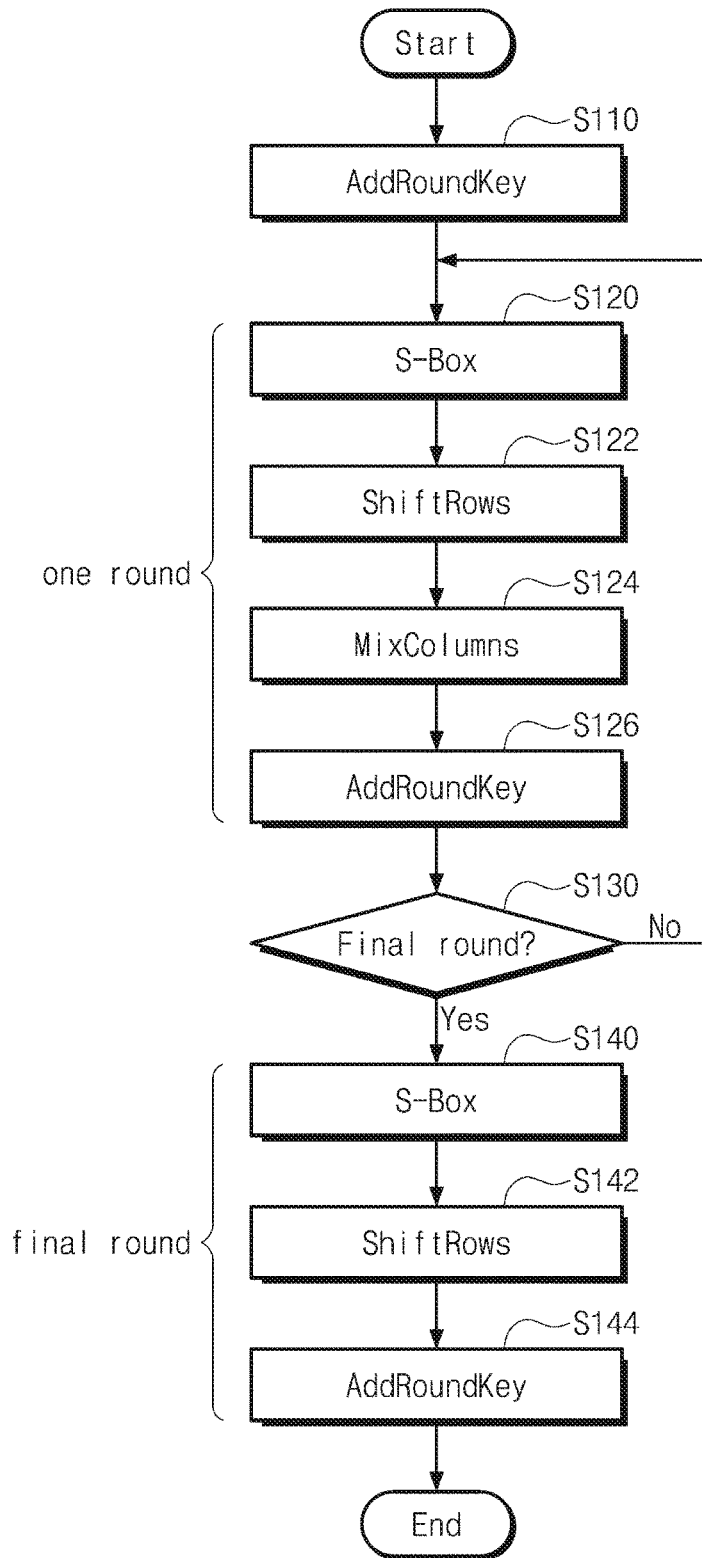 Start
S110
AddRoundKey
S120
S-Box
S122
ShiftRows
one round
S124
MixColumns
S126
AddRoundKey
S130
Final round?
No
Yes
S140
S-Box
S142
ShiftRows
final round
S144
AddRoundKey
End